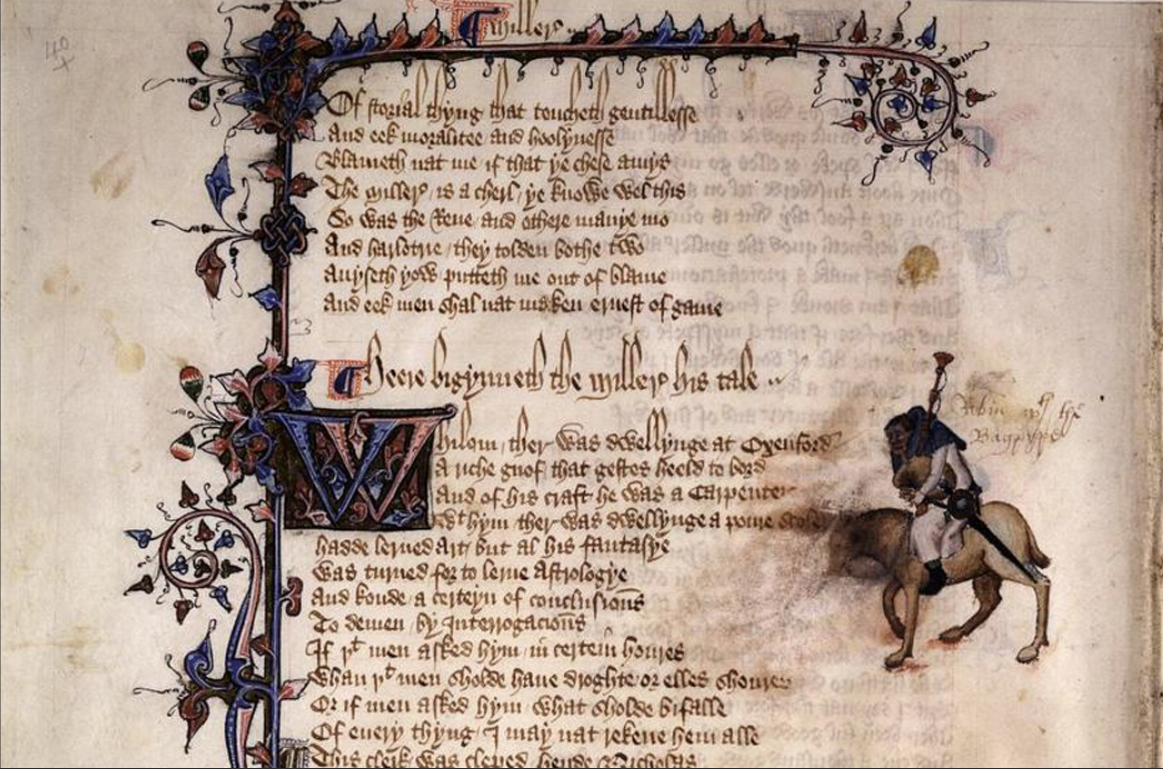 Miller
Of storial thyng that toucheth gentillesse
And eek moralitee and hoolynesse
Blameth nat me if that ye chese amys
The Miller is a cherl / ye knowe wel this
So was the Reve and othere manye mo
And harlotrie / they tolden bothe two
Avyseth yow putteth me out of blame
And eek men shal nat maken ernest of game
Heere bigynneth the Miller his tale
Whilom / ther was dwellynge at Oxenford
A riche gnof that gestes heeld to bord
And of his craft he was a Carpenter
wt hym ther was dwellynge a poure scoler
hadde lerned art / but al his fantasye
was turned for to lerne Astrologye
And koude a certeyn of conclusions
To demen / by Interrogacions
If þt men asked hym / in certein houres
Whan þt men sholde have droghte or elles shoures
Or if men asked hym / what sholde bifalle
Of every thyng / I may nat rekene hem alle
This clerk was cleped / hende Nicholas
Robin wt the
Bagpype